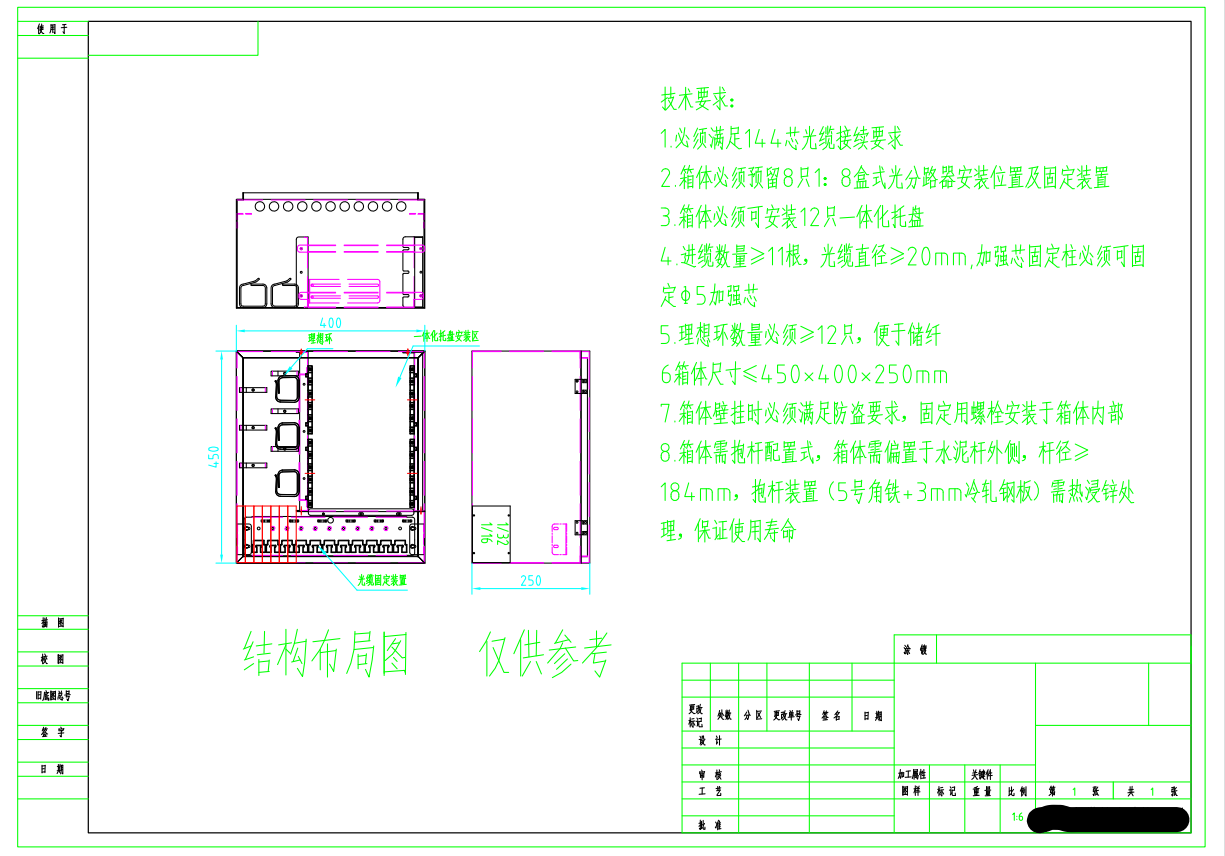 使用于
技术要求：
1.必须满足144芯光缆接续要求
2.箱体必须预留8只1：8盒式光分路器安装位置及固定装置
3.箱体必须可安装12只一体化托盘
4.进缆数量≥11根，光缆直径≥20mm,加强芯固定柱必须可固
定φ5加强芯
5.理想环数量必须≥12只，便于储纤
6箱体尺寸≤450×400×250mm
7.箱体壁挂时必须满足防盗要求，固定用螺栓安装于箱体内部
8.箱体需抱杆配置式，箱体需偏置于水泥杆外侧，杆径≥
184mm，抱杆装置（5号角铁+3mm冷轧钢板）需热浸锌处
理，保证使用寿命
400
理想环
一体化托盘安装区
450
1/32
1/16
250
光缆固定装置
结构布局图 仅供参考
描图
校图
旧底图总号
签字
日期
涂镀
更改标记 处数 分区 更改单号 签名 日期
设计
审核
工艺
批准
加工属性 关键件
图样 标记 重量 比例 第 1 张 共 1 张
1:6